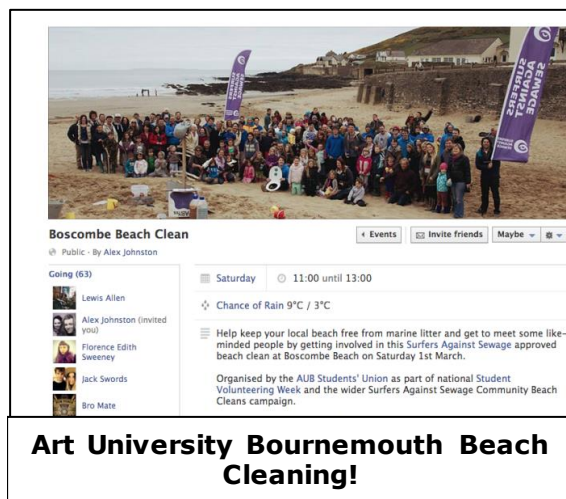 SURFERS
AGAINST
SEWAGE
SURFERS
AGAINST
SEWAGE
Boscombe Beach Clean
Public · By Alex Johnston
Events
Invite friends
Maybe
Going (63)
Lewis Allen
Alex Johnston (invited
you)
Florence Edith
Sweeney
Jack Swords
Bro Mate
Saturday
11:00 until 13:00
Chance of Rain 9°C / 3°C
Help keep your local beach free from marine litter and get to meet some like-
minded people by getting involved in this Surfers Against Sewage approved
beach clean at Boscombe Beach on Saturday 1st March.
Organised by the AUB Students' Union as part of national Student
Volunteering Week and the wider Surfers Against Sewage Community Beach
Cleans campaign.
Art University Bournemouth Beach
Cleaning!